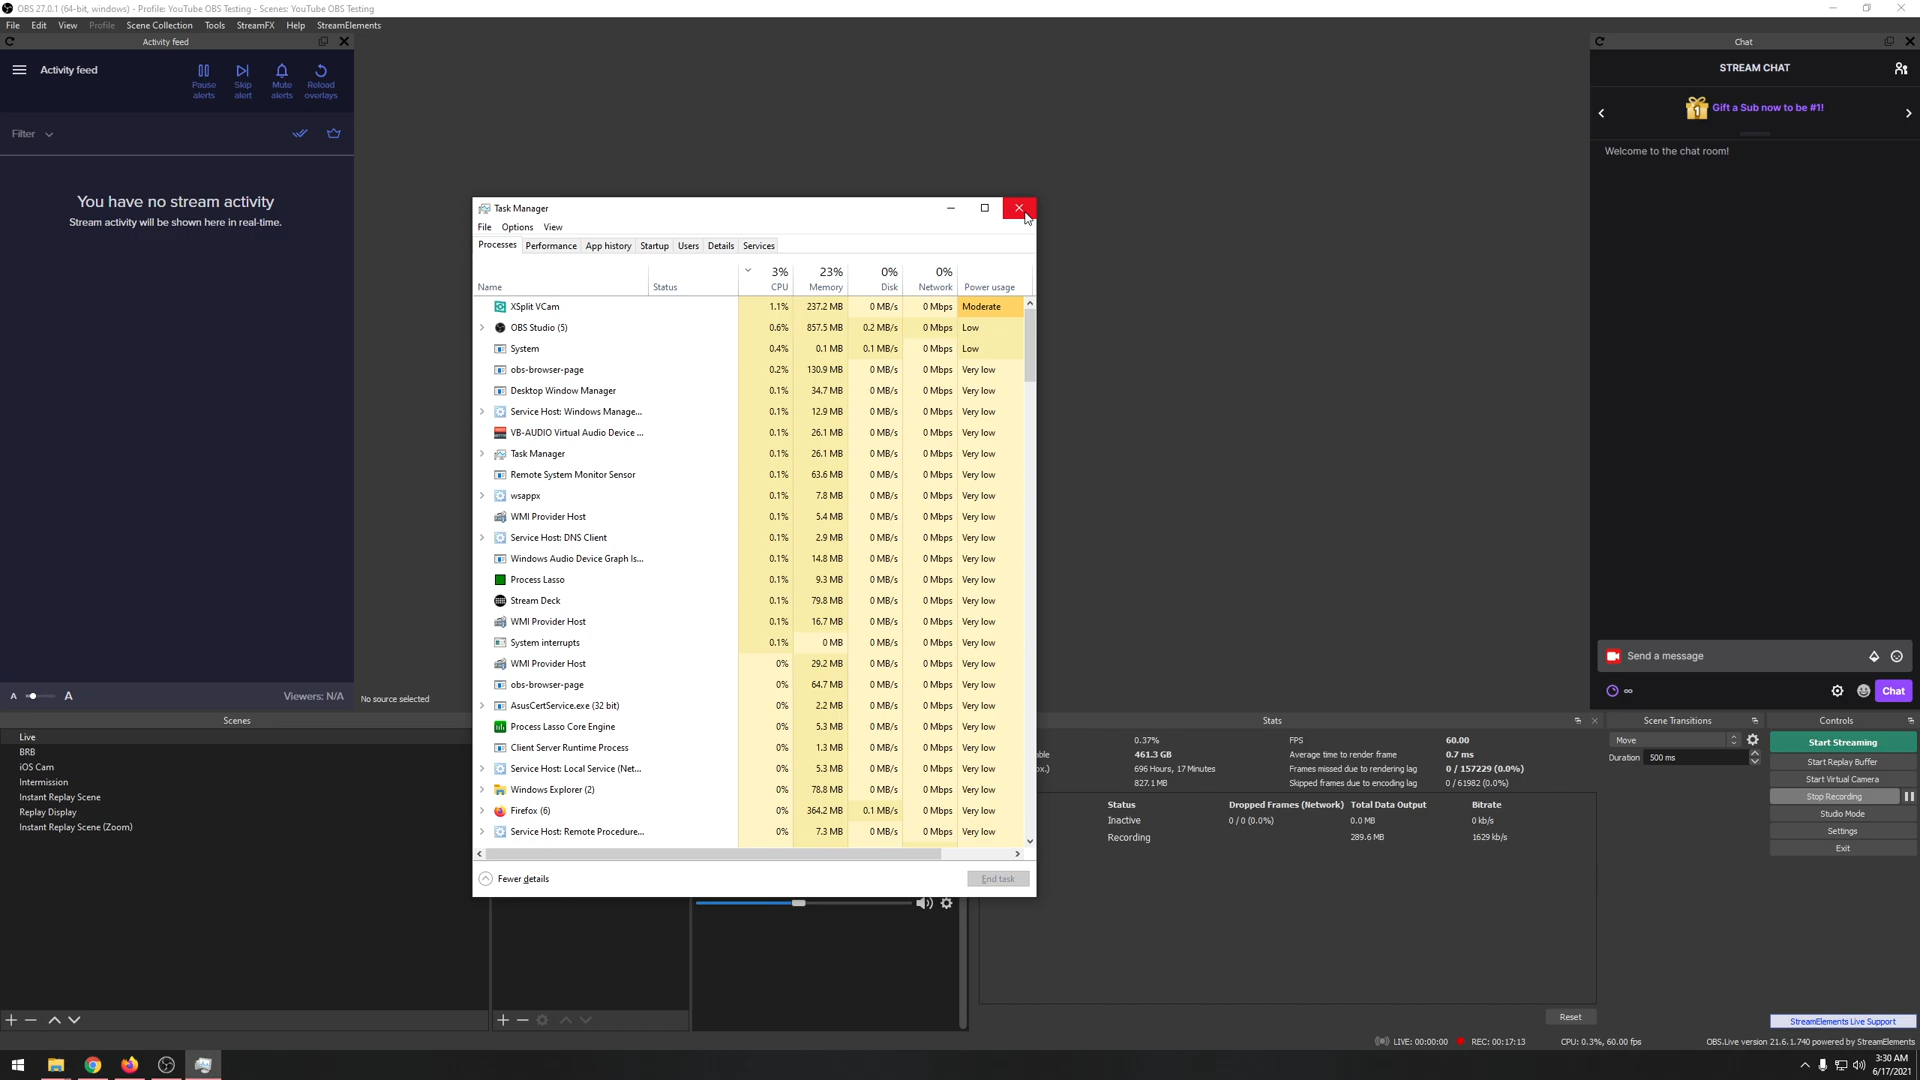 OBS 27.0.1 (64-bit, windows) - Profile: YouTube OBS Testing - Scenes: YouTube OBS Testing
File Edit View Profile Scene Collection Tools StreamFX Help StreamElements
Activity feed
Activity feed
Pause alerts
Skip alert
Mute alerts
Reload overlays
Filter
You have no stream activity
Stream activity will be shown here in real-time.
A A Viewers: N/A
No source selected
Chat
STREAM CHAT
1 Gift a Sub now to be #1!
Welcome to the chat room!
Send a message
Chat
Task Manager
File Options View
Processes Performance App history Startup Users Details Services
3% 23% 0% 0%
Name Status CPU Memory Disk Network Power usage
XSplit VCam 1.1% 237.2 MB 0 MB/s 0 Mbps Moderate
OBS Studio (5) 0.6% 857.5 MB 0.2 MB/s 0 Mbps Low
System 0.4% 0.1 MB 0.1 MB/s 0 Mbps Low
obs-browser-page 0.2% 130.9 MB 0 MB/s 0 Mbps Very low
Desktop Window Manager 0.1% 34.7 MB 0 MB/s 0 Mbps Very low
Service Host: Windows Manage... 0.1% 12.9 MB 0 MB/s 0 Mbps Very low
VB-AUDIO Virtual Audio Device ... 0.1% 26.1 MB 0 MB/s 0 Mbps Very low
Task Manager 0.1% 26.1 MB 0 MB/s 0 Mbps Very low
Remote System Monitor Sensor 0.1% 63.6 MB 0 MB/s 0 Mbps Very low
wsappx 0.1% 7.8 MB 0 MB/s 0 Mbps Very low
WMI Provider Host 0.1% 5.4 MB 0 MB/s 0 Mbps Very low
Service Host: DNS Client 0.1% 2.9 MB 0 MB/s 0 Mbps Very low
Windows Audio Device Graph Is... 0.1% 14.8 MB 0 MB/s 0 Mbps Very low
Process Lasso 0.1% 9.3 MB 0 MB/s 0 Mbps Very low
Stream Deck 0.1% 79.8 MB 0 MB/s 0 Mbps Very low
WMI Provider Host 0.1% 16.7 MB 0 MB/s 0 Mbps Very low
System interrupts 0.1% 0 MB 0 MB/s 0 Mbps Very low
WMI Provider Host 0% 29.2 MB 0 MB/s 0 Mbps Very low
obs-browser-page 0% 64.7 MB 0 MB/s 0 Mbps Very low
AsusCertService.exe (32 bit) 0% 2.2 MB 0 MB/s 0 Mbps Very low
Process Lasso Core Engine 0% 5.3 MB 0 MB/s 0 Mbps Very low
Client Server Runtime Process 0% 1.3 MB 0 MB/s 0 Mbps Very low
Service Host: Local Service (Net... 0% 5.3 MB 0 MB/s 0 Mbps Very low
Windows Explorer (2) 0% 78.8 MB 0 MB/s 0 Mbps Very low
Firefox (6) 0% 364.2 MB 0.1 MB/s 0 Mbps Very low
Service Host: Remote Procedure... 0% 7.3 MB 0 MB/s 0 Mbps Very low
Fewer details End task
Scenes
Live
BRB
iOS Cam
Intermission
Instant Replay Scene
Replay Display
Instant Replay Scene (Zoom)
Stats
0.37% FPS 60.00
ble 461.3 GB Average time to render frame 0.7 ms
ox.) 696 Hours, 17 Minutes Frames missed due to rendering lag 0 / 157229 (0.0%)
827.1 MB Skipped frames due to encoding lag 0 / 61982 (0.0%)
Status Dropped Frames (Network) Total Data Output Bitrate
Inactive 0 / 0 (0.0%) 0.0 MB 0 kb/s
Recording 289.6 MB 1629 kb/s
Reset
Scene Transitions
Move
Duration 500 ms
Controls
Start Streaming
Start Replay Buffer
Start Virtual Camera
Stop Recording
Studio Mode
Settings
Exit
StreamElements Live Support
LIVE: 00:00:00 REC: 00:17:13 CPU: 0.3%, 60.00 fps OBS.Live version 21.6.1.740 powered by StreamElements
3:30 AM
6/17/2021